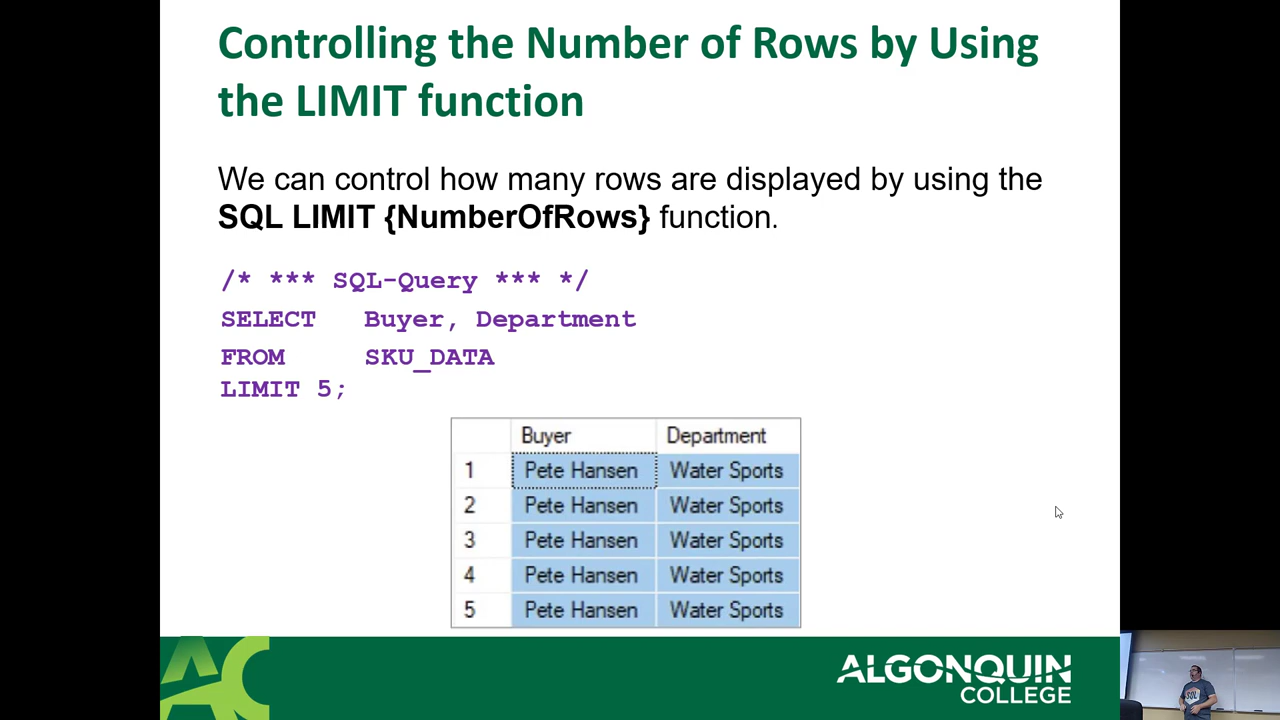 Controlling the Number of Rows by Using
the LIMIT function
We can control how many rows are displayed by using the
SQL LIMIT {NumberOfRows} function.
/* *** SQL-Query *** */
SELECT Buyer, Department
FROM SKU_DATA
LIMIT 5;
Buyer Department
1 Pete Hansen Water Sports
2 Pete Hansen Water Sports
3 Pete Hansen Water Sports
4 Pete Hansen Water Sports
5 Pete Hansen Water Sports
AC
ALGONQUIN
COLLEGE
SQL